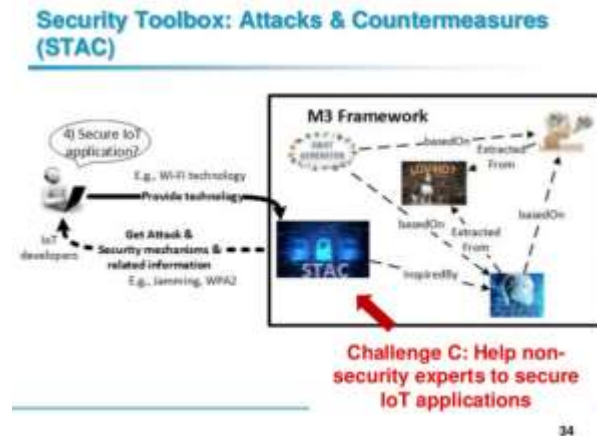 Security Toolbox: Attacks & Countermeasures
(STAC)
4) Secure IoT
application?
E.g., Wi-Fi technology
Provide technology
IoT
developers
Get Attack &
Security mechanisms &
related information
E.g., Jamming, WPA2
M3 Framework
GENERATOR
basedOn
Extracted
From
basedOn
Extracted
From
basedOn
STAC
InspiredBy
Challenge C: Help non-
security experts to secure
IoT applications
34